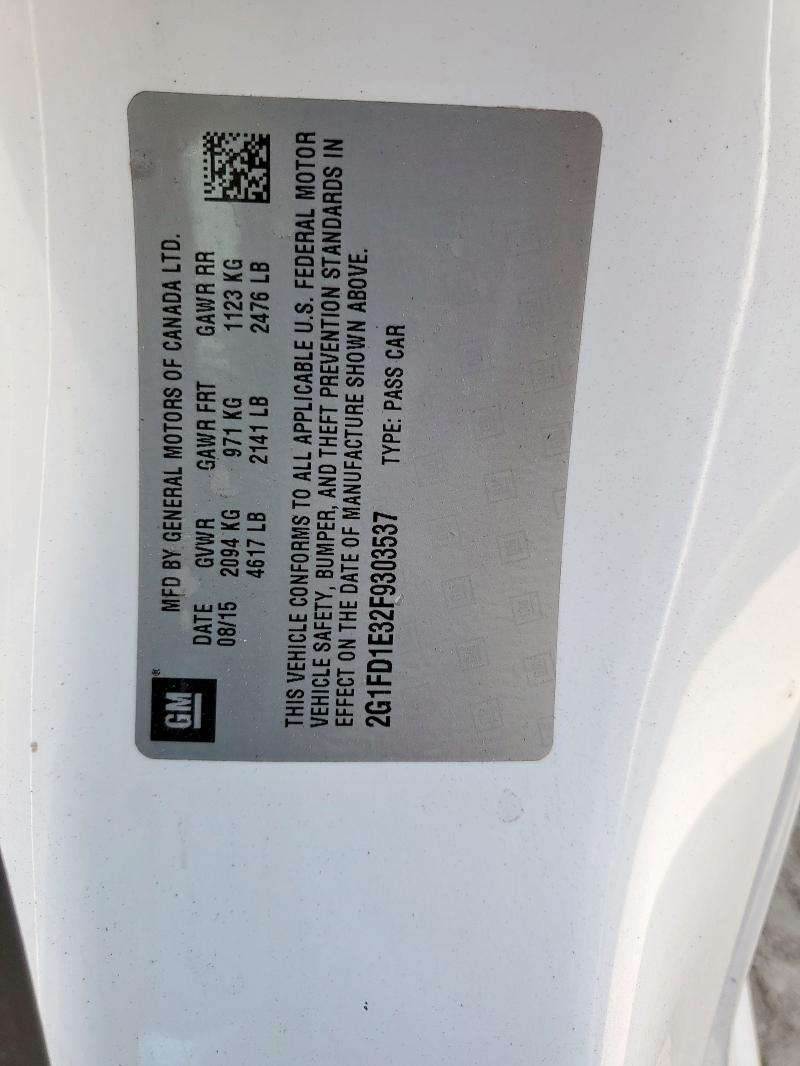 GM®
MFD BY GENERAL MOTORS OF CANADA LTD.
DATE GVWR GAWR FRT GAWR RR
08/15 2094 KG 971 KG 1123 KG
4617 LB 2141 LB 2476 LB
THIS VEHICLE CONFORMS TO ALL APPLICABLE U.S. FEDERAL MOTOR
VEHICLE SAFETY, BUMPER, AND THEFT PREVENTION STANDARDS IN
EFFECT ON THE DATE OF MANUFACTURE SHOWN ABOVE.
2G1FD1E32F9303537 TYPE: PASS CAR